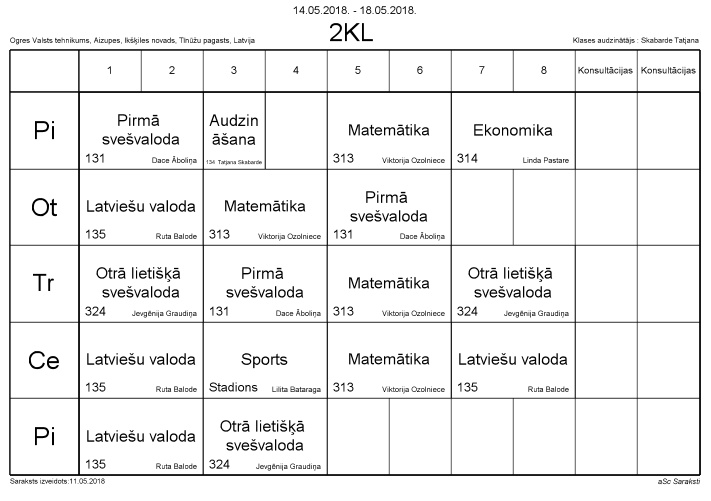 14.05.2018. - 18.05.2018.
2KL
Ogres Valsts tehnikums, Aizupes, Ikšķiles novads, Tīnūžu pagasts, Latvija
Klases audzinātājs : Skabarde Tatjana
1 2 3 4 5 6 7 8 Konsultācijas Konsultācijas
Pi
Pirmā
svešvaloda
131 Dace Āboliņa
Audzin
āšana
134 Tatjana Skabarde
Matemātika
313 Viktorija Ozolniece
Ekonomika
314 Linda Pastare
Ot
Latviešu valoda
135 Ruta Balode
Matemātika
313 Viktorija Ozolniece
Pirmā
svešvaloda
131 Dace Āboliņa
Tr
Otrā lietišķā
svešvaloda
324 Jevgēnija Graudiņa
Pirmā
svešvaloda
131 Dace Āboliņa
Matemātika
313 Viktorija Ozolniece
Otrā lietišķā
svešvaloda
324 Jevgēnija Graudiņa
Ce
Latviešu valoda
135 Ruta Balode
Sports
Stadions Lilita Bataraga
Matemātika
313 Viktorija Ozolniece
Latviešu valoda
135 Ruta Balode
Pi
Latviešu valoda
135 Ruta Balode
Otrā lietišķā
svešvaloda
324 Jevgēnija Graudiņa
Saraksts izveidots:11.05.2018
aSc Saraksti